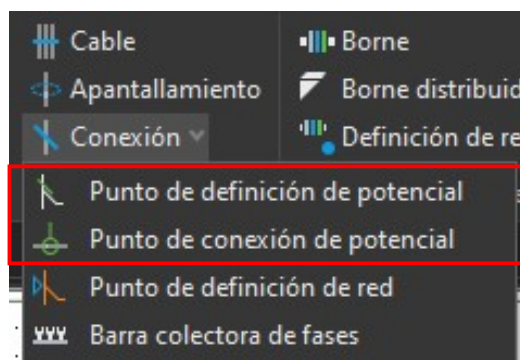 Cable
Borne
Apantallamiento
Borne distribuid
Conexión
Definición de re
Punto de definición de potencial
Punto de conexión de potencial
Punto de definición de red
Barra colectora de fases